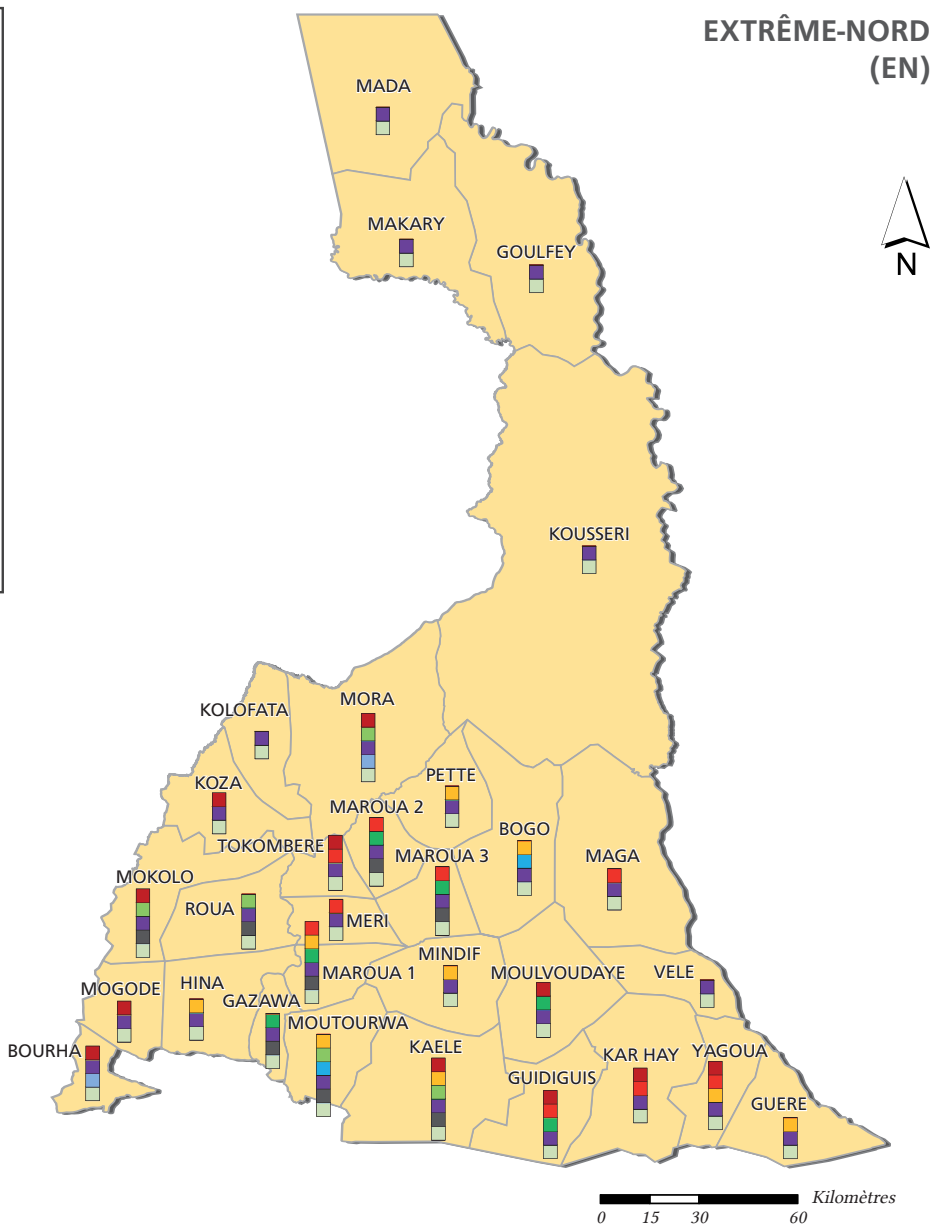 EXTRÊME-NORD
(EN)
MADA
MAKARY
GOULFEY
N
KOUSSERI
KOLOFATA
MORA
KOZA
PETTE
MAROUA 2
TOKOMBERE
BOGO
MAROUA 3
MAGA
MOKOLO
ROUA
MERI
MINDIF
MAROUA 1
MOULVOUDAYE
VELE
MOGODE
HINA
GAZAWA
MOUTOURWA
BOURHA
KAELE
KAR HAY
YAGOUA
GUIDIGUIS
GUERE
Kilomètres
0 15 30 60